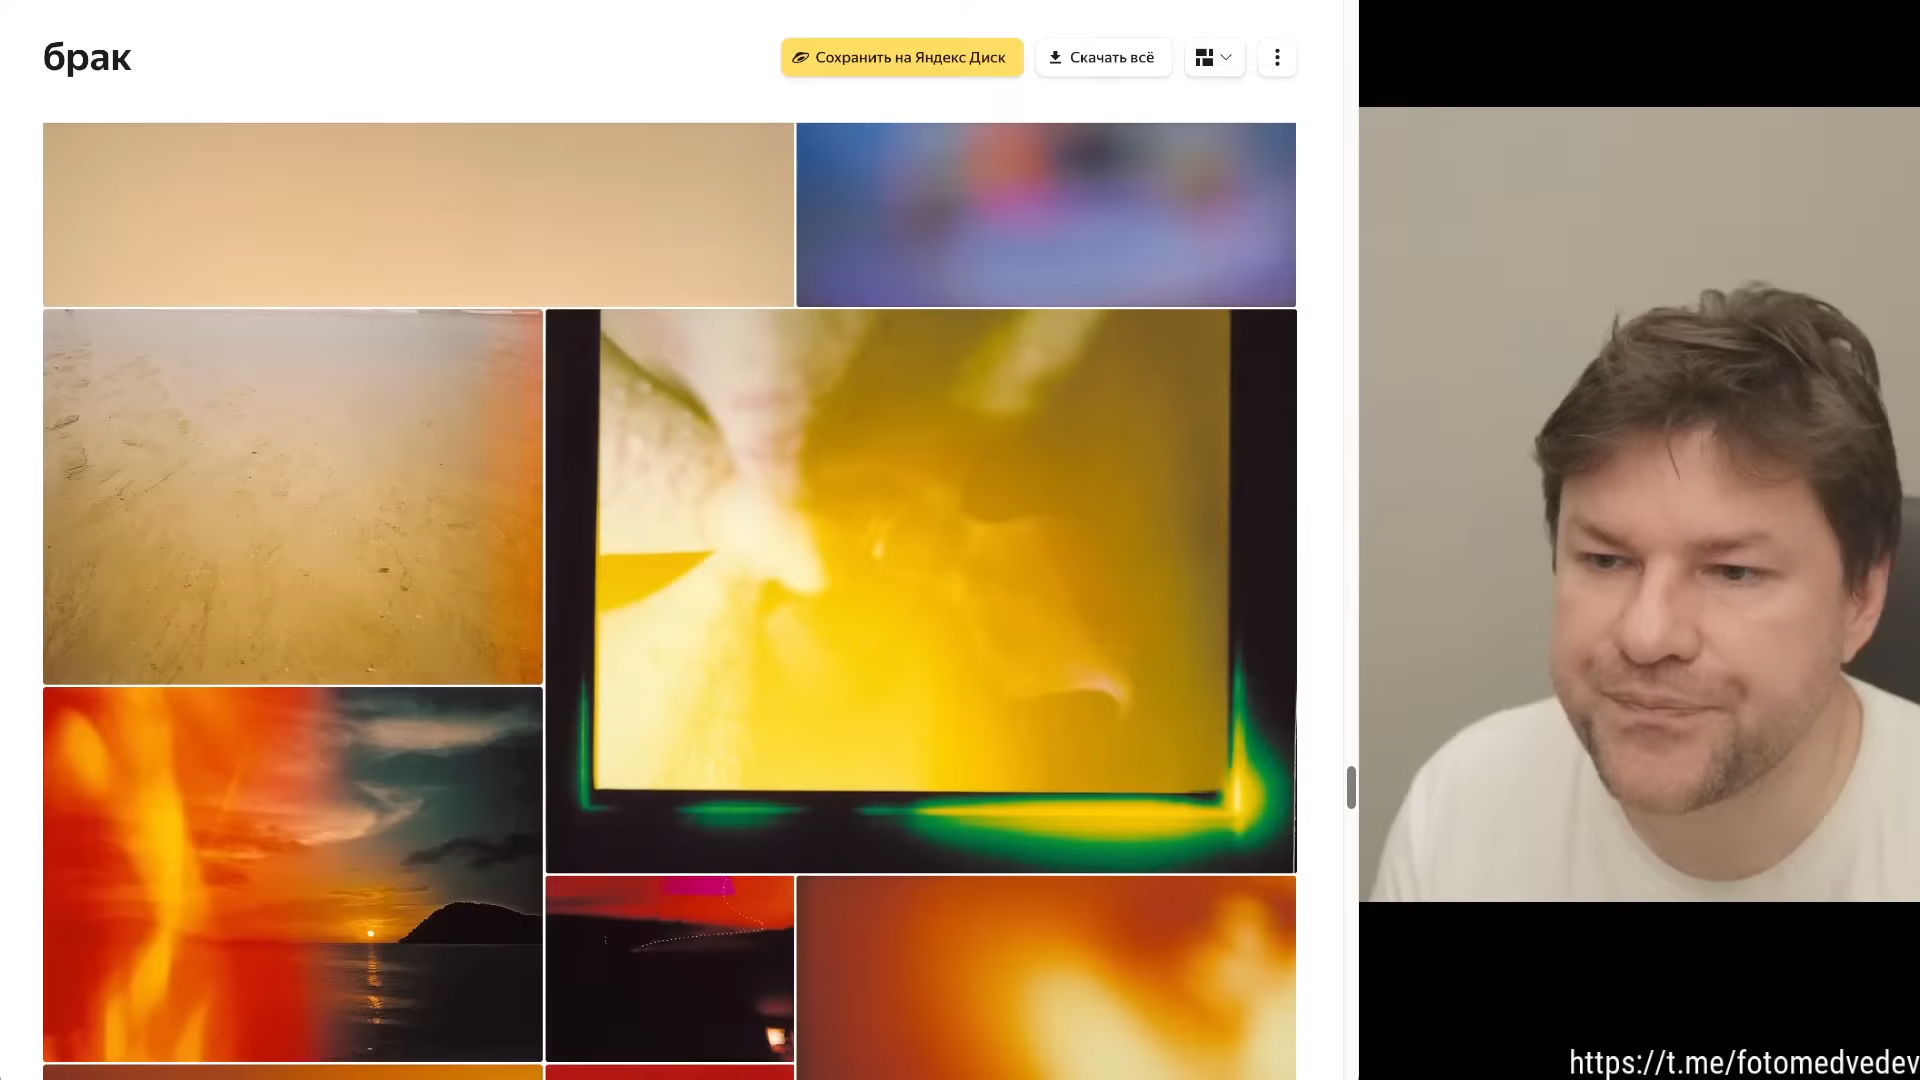 брак
Сохранить на Яндекс Диск
Скачать всё
https://t.me/fotomedvedev